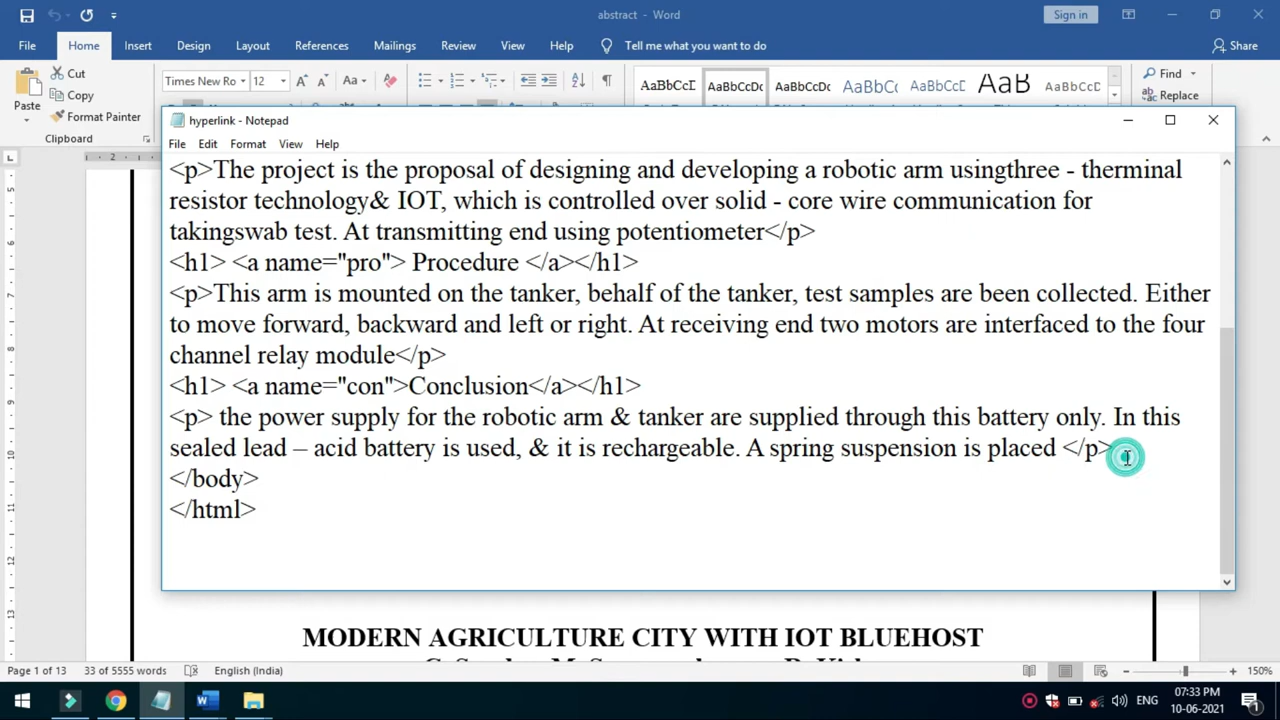 abstract - Word
Sign in
File Home Insert Design Layout References Mailings Review View Help Tell me what you want to do Share
Paste
Cut
Copy
Format Painter
Clipboard
Times New Ro 12
AaBbCcD AaBbCcDc AaBbCcDc AaBbCcD AaB AaBbCcD
Find
Replace
hyperlink - Notepad
File Edit Format View Help
<p>The project is the proposal of designing and developing a robotic arm usingthree - therminal
resistor technology& IOT, which is controlled over solid - core wire communication for
takingswab test. At transmitting end using potentiometer</p>
<h1> <a name="pro"> Procedure </a></h1>
<p>This arm is mounted on the tanker, behalf of the tanker, test samples are been collected. Either
to move forward, backward and left or right. At receiving end two motors are interfaced to the four
channel relay module</p>
<h1> <a name="con">Conclusion</a></h1>
<p> the power supply for the robotic arm & tanker are supplied through this battery only. In this
sealed lead – acid battery is used, & it is rechargeable. A spring suspension is placed </p>
</body>
</html>
MODERN AGRICULTURE CITY WITH IOT BLUEHOST
Page 1 of 13 33 of 5555 words English (India) 150%
ENG
07:33 PM
10-06-2021